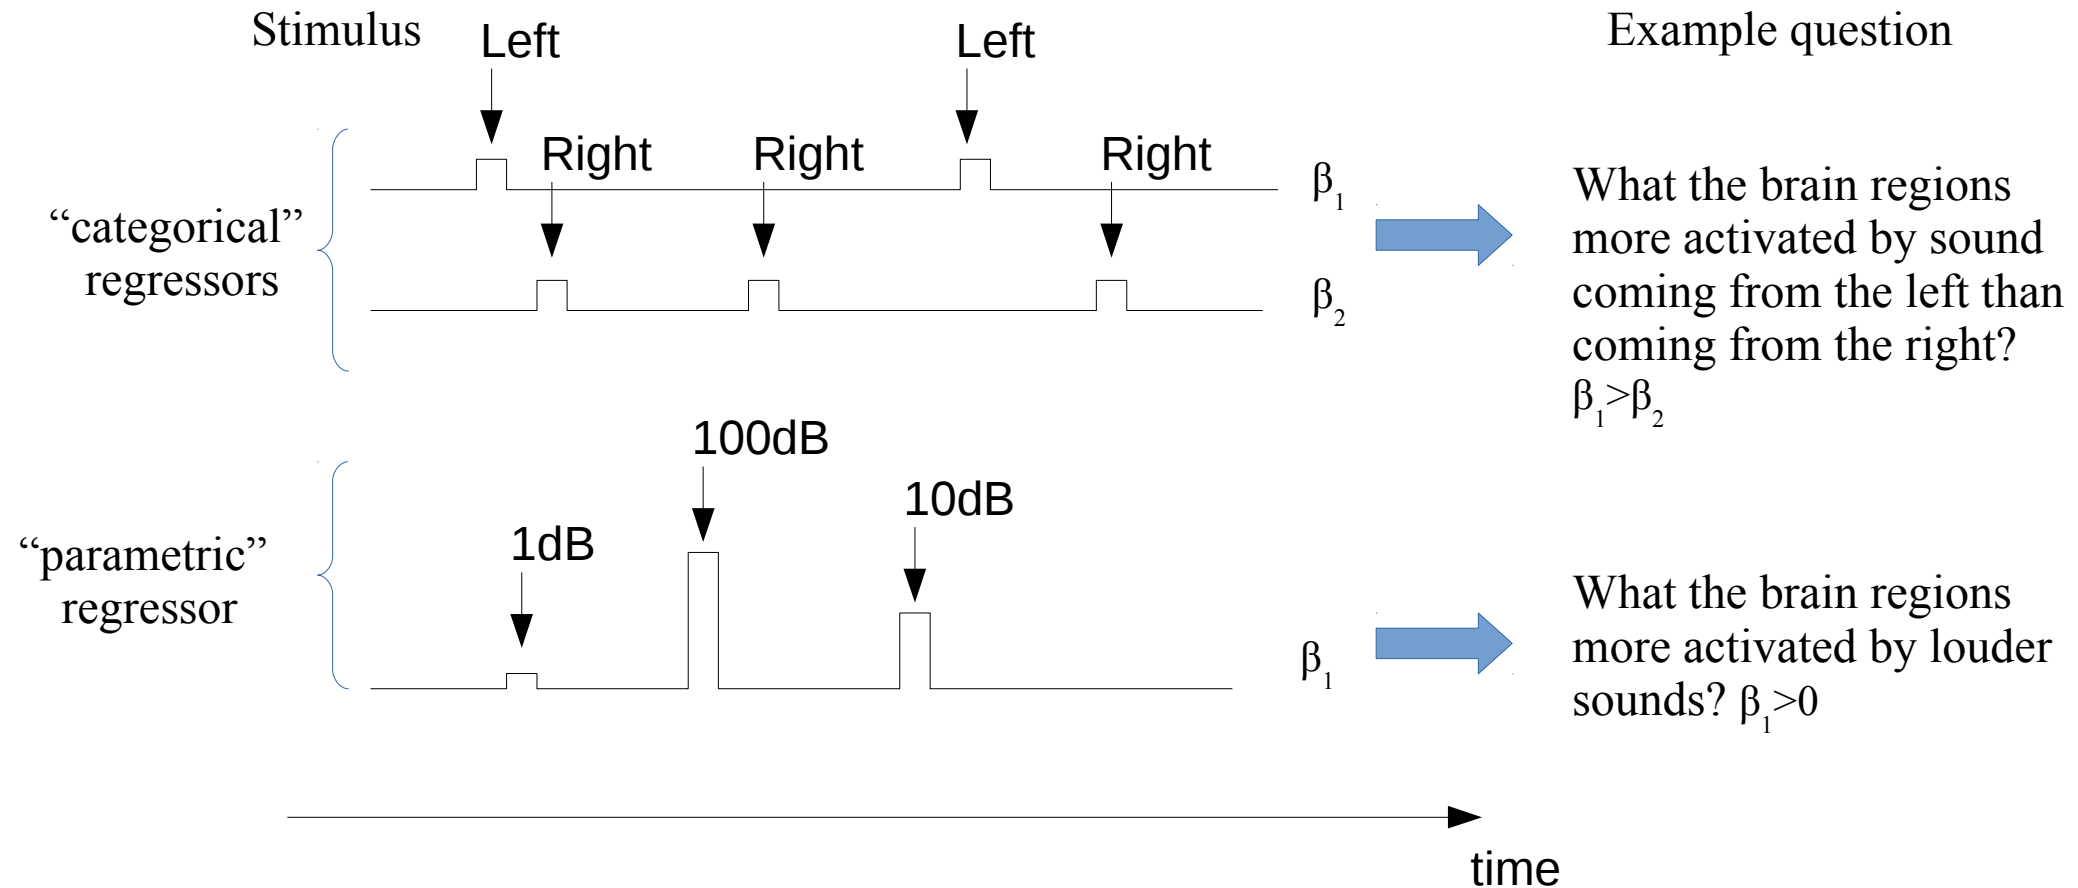 Stimulus
Example question
Left
Left
Right
Right
Right
“categorical”
regressors
β1
β2
What the brain regions
more activated by sound
coming from the left than
coming from the right?
β1>β2
100dB
10dB
1dB
“parametric”
regressor
β1
What the brain regions
more activated by louder
sounds? β1>0
time